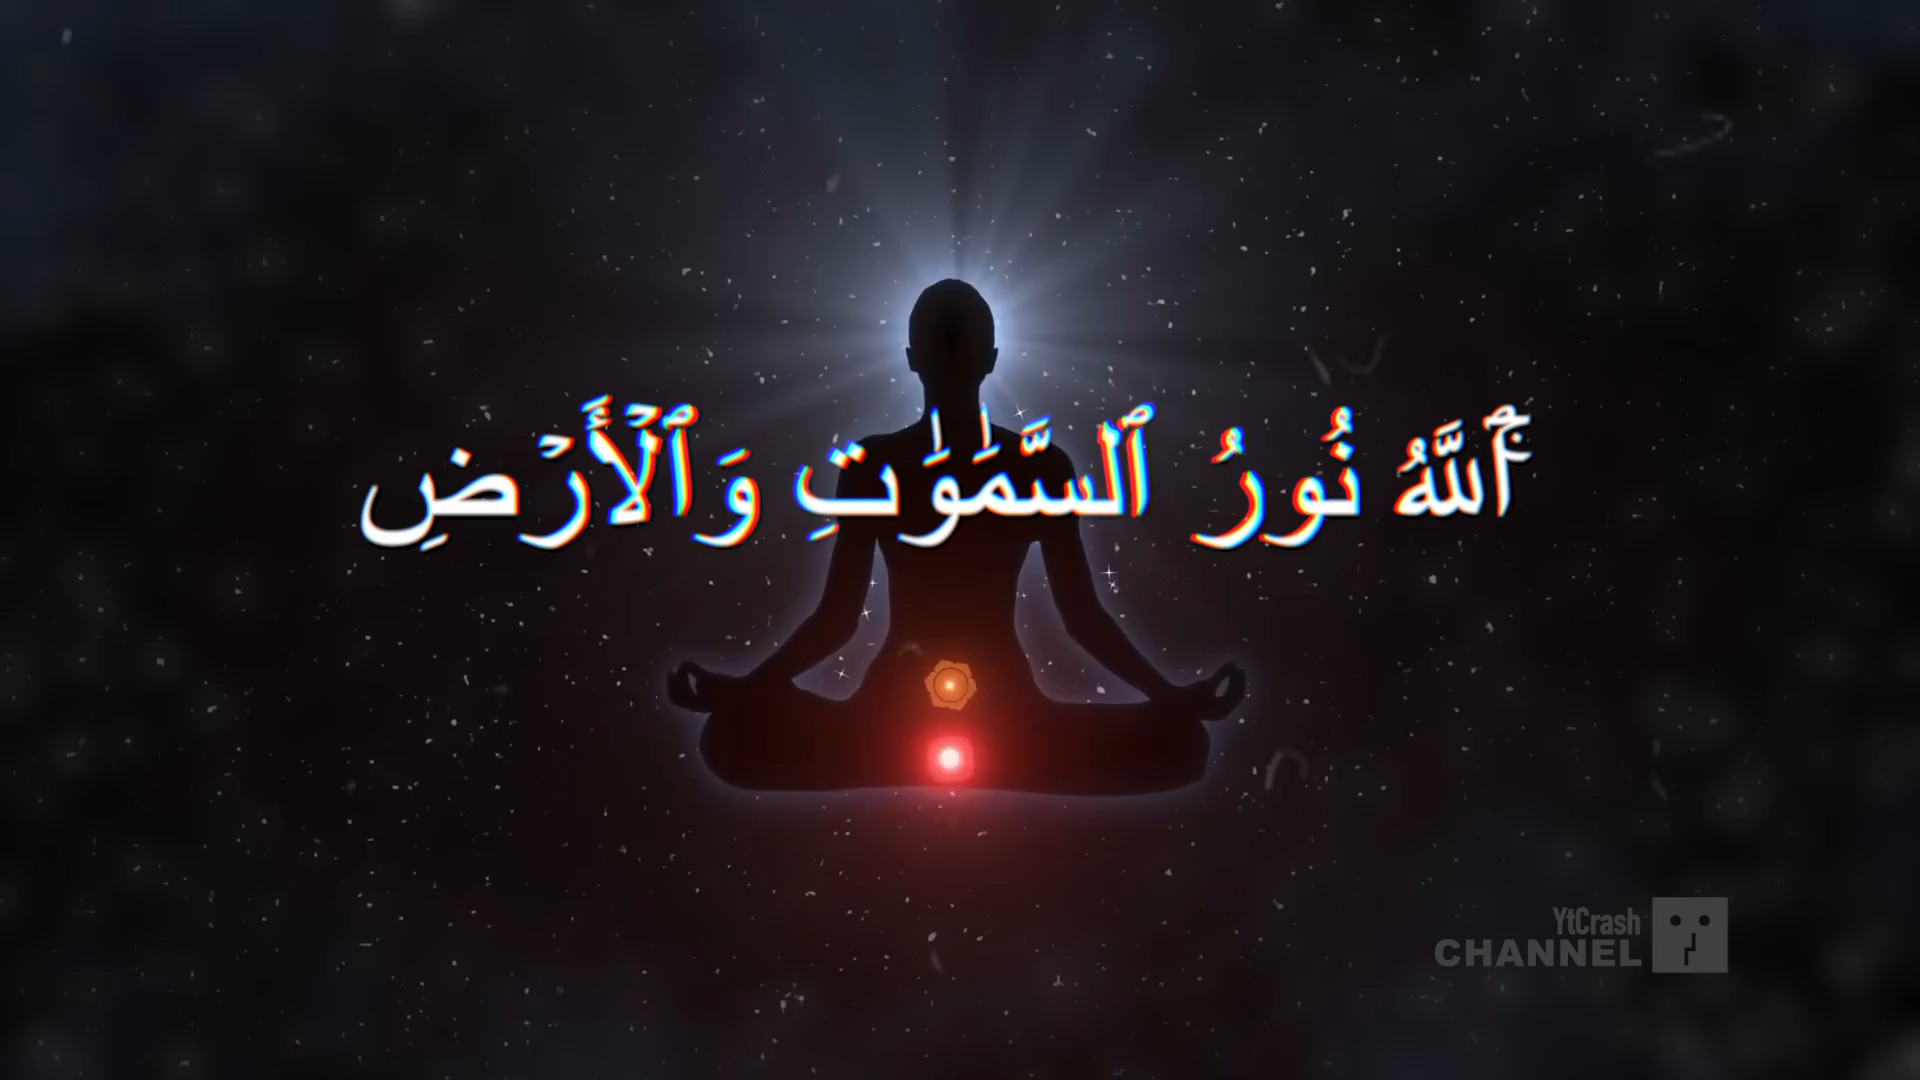 ۚ ٱللَّهُ نُورُ ٱلسَّمَٰوَٰتِ وَٱلْأَرْضِ
YtCrash
CHANNEL